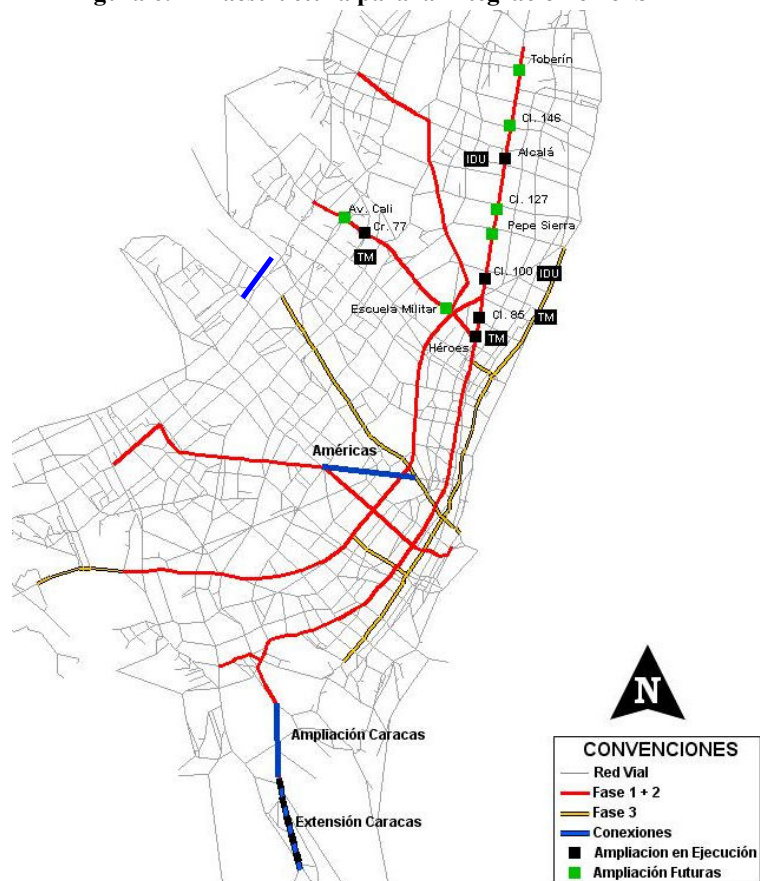 Toberín
Cl. 146
IDU
Alcalá
Cl. 127
Av. Cali
Cr. 77
Pepe Sierra
TM
Cl. 100
IDU
Escuela Militar
Cl. 85
TM
Héroes
TM
Américas
N
Ampliación Caracas
Extensión Caracas
CONVENCIONES
Red Vial
Fase 1 + 2
Fase 3
Conexiones
Ampliacion en Ejecución
Ampliación Futuras